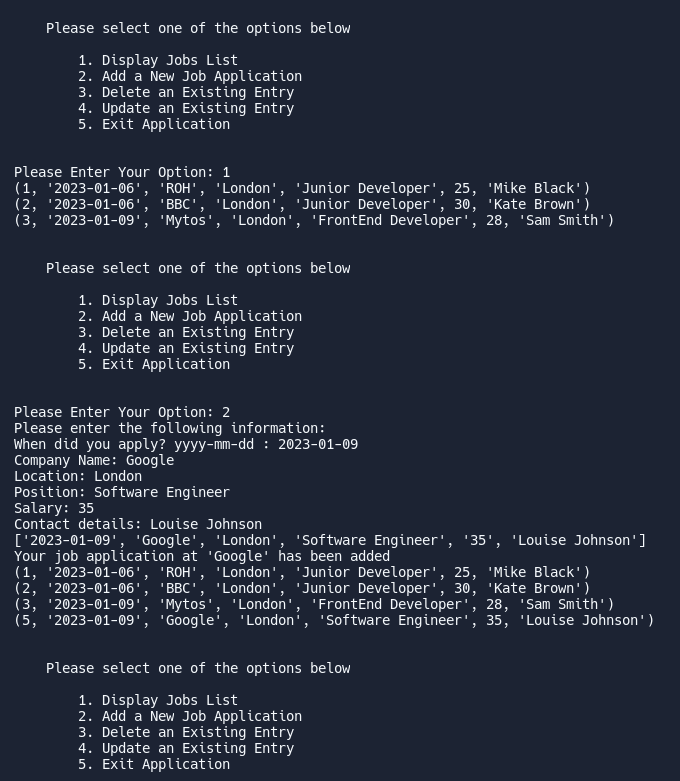 Please select one of the options below
1. Display Jobs List
2. Add a New Job Application
3. Delete an Existing Entry
4. Update an Existing Entry
5. Exit Application
Please Enter Your Option: 1
(1, '2023-01-06', 'ROH', 'London', 'Junior Developer', 25, 'Mike Black')
(2, '2023-01-06', 'BBC', 'London', 'Junior Developer', 30, 'Kate Brown')
(3, '2023-01-09', 'Mytos', 'London', 'FrontEnd Developer', 28, 'Sam Smith')
Please select one of the options below
1. Display Jobs List
2. Add a New Job Application
3. Delete an Existing Entry
4. Update an Existing Entry
5. Exit Application
Please Enter Your Option: 2
Please enter the following information:
When did you apply? yyyy-mm-dd : 2023-01-09
Company Name: Google
Location: London
Position: Software Engineer
Salary: 35
Contact details: Louise Johnson
['2023-01-09', 'Google', 'London', 'Software Engineer', '35', 'Louise Johnson']
Your job application at 'Google' has been added
(1, '2023-01-06', 'ROH', 'London', 'Junior Developer', 25, 'Mike Black')
(2, '2023-01-06', 'BBC', 'London', 'Junior Developer', 30, 'Kate Brown')
(3, '2023-01-09', 'Mytos', 'London', 'FrontEnd Developer', 28, 'Sam Smith')
(5, '2023-01-09', 'Google', 'London', 'Software Engineer', 35, 'Louise Johnson')
Please select one of the options below
1. Display Jobs List
2. Add a New Job Application
3. Delete an Existing Entry
4. Update an Existing Entry
5. Exit Application